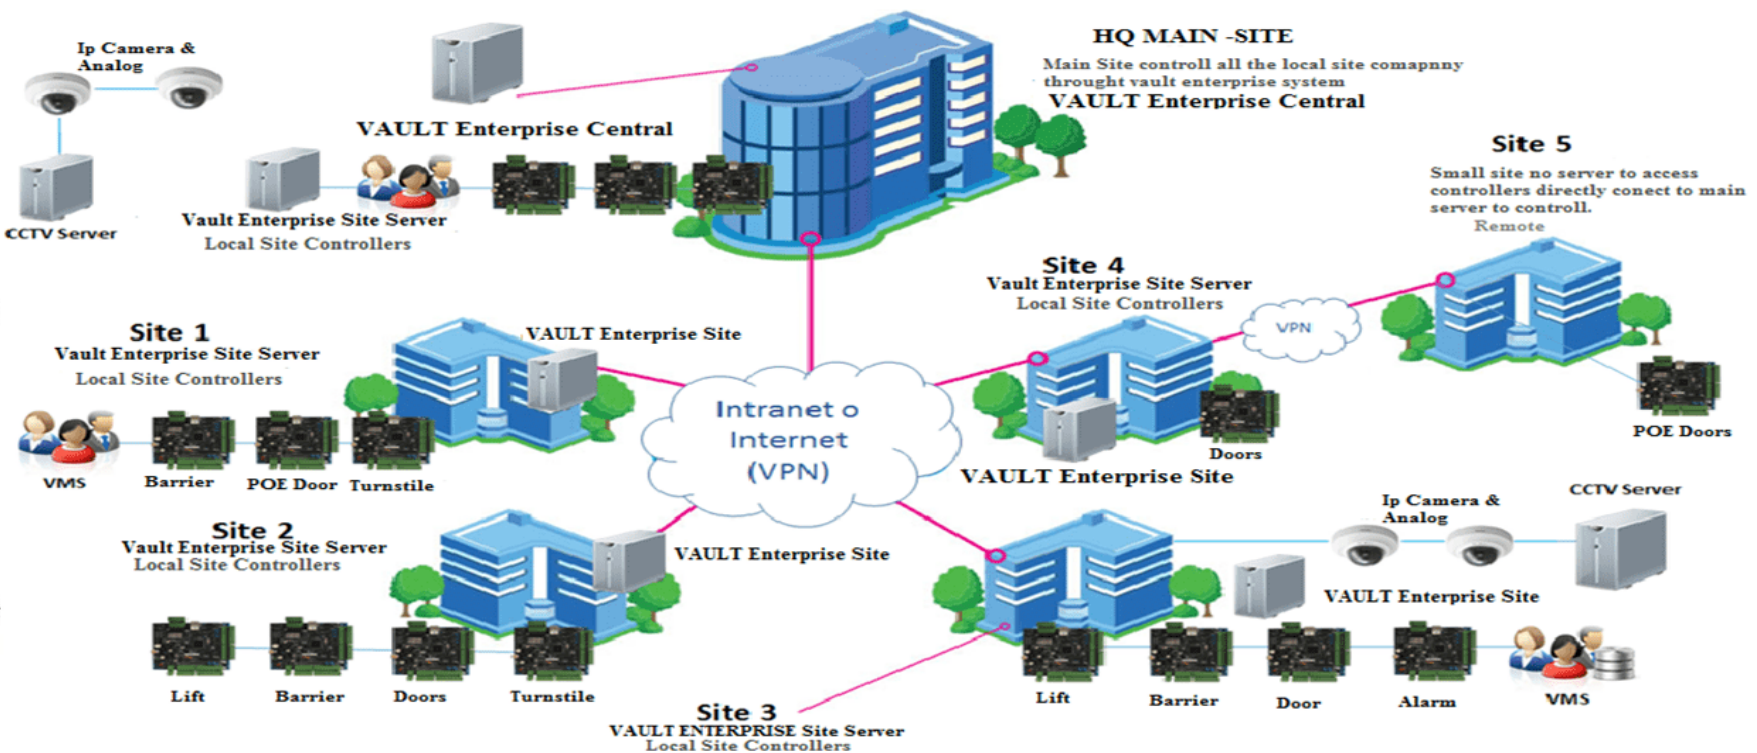 Ip Camera &
Analog
CCTV Server
VAULT Enterprise Central
Vault Enterprise Site Server
Local Site Controllers
HQ MAIN -SITE
Main Site controll all the local site comapnny
throught vault enterprise system
VAULT Enterprise Central
Site 5
Small site no server to access
controllers directly conect to main
server to controll.
Remote
POE Doors
Site 4
Vault Enterprise Site Server
Local Site Controllers
VPN
Doors
VAULT Enterprise Site
Site 1
Vault Enterprise Site Server
Local Site Controllers
VAULT Enterprise Site
VMS
Barrier
POE Door
Turnstile
Intranet o
Internet
(VPN)
Site 2
Vault Enterprise Site Server
Local Site Controllers
VAULT Enterprise Site
Lift
Barrier
Doors
Turnstile
Ip Camera &
Analog
CCTV Server
VAULT Enterprise Site
Lift
Barrier
Door
Alarm
VMS
Site 3
VAULT ENTERPRISE Site Server
Local Site Controllers